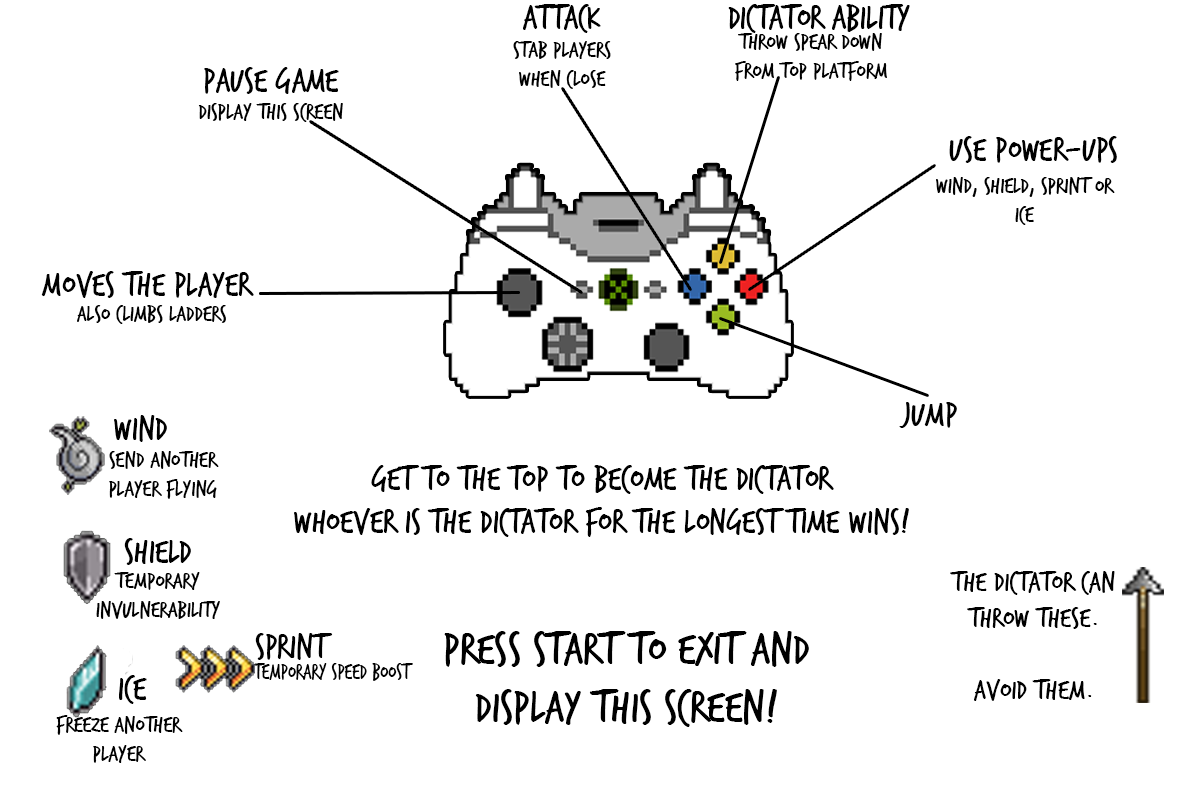 ATTACK
STAB PLAYERS
WHEN CLOSE
DICTATOR ABILITY
THROW SPEAR DOWN
FROM TOP PLATFORM
PAUSE GAME
DISPLAY THIS SCREEN
USE POWER-UPS
WIND, SHIELD, SPRINT OR
ICE
MOVES THE PLAYER
ALSO CLIMBS LADDERS
JUMP
WIND
SEND ANOTHER
PLAYER FLYING
GET TO THE TOP TO BECOME THE DICTATOR
WHOEVER IS THE DICTATOR FOR THE LONGEST TIME WINS!
SHIELD
TEMPORARY
INVULNERABILITY
THE DICTATOR CAN
THROW THESE.
AVOID THEM.
SPRINT
TEMPORARY SPEED BOOST
ICE
FREEZE ANOTHER
PLAYER
PRESS START TO EXIT AND
DISPLAY THIS SCREEN!